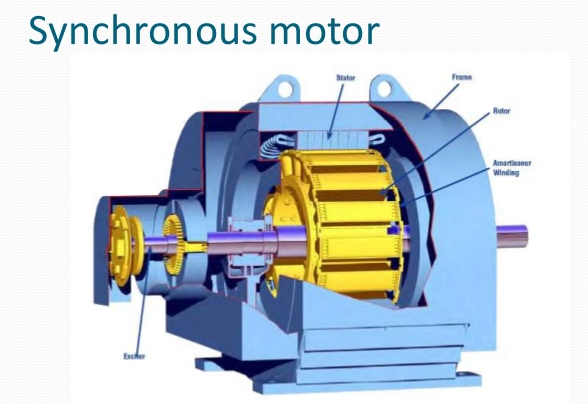 Synchronous motor
Stator
Frame
Rotor
Amortisseur
Winding
Exciter